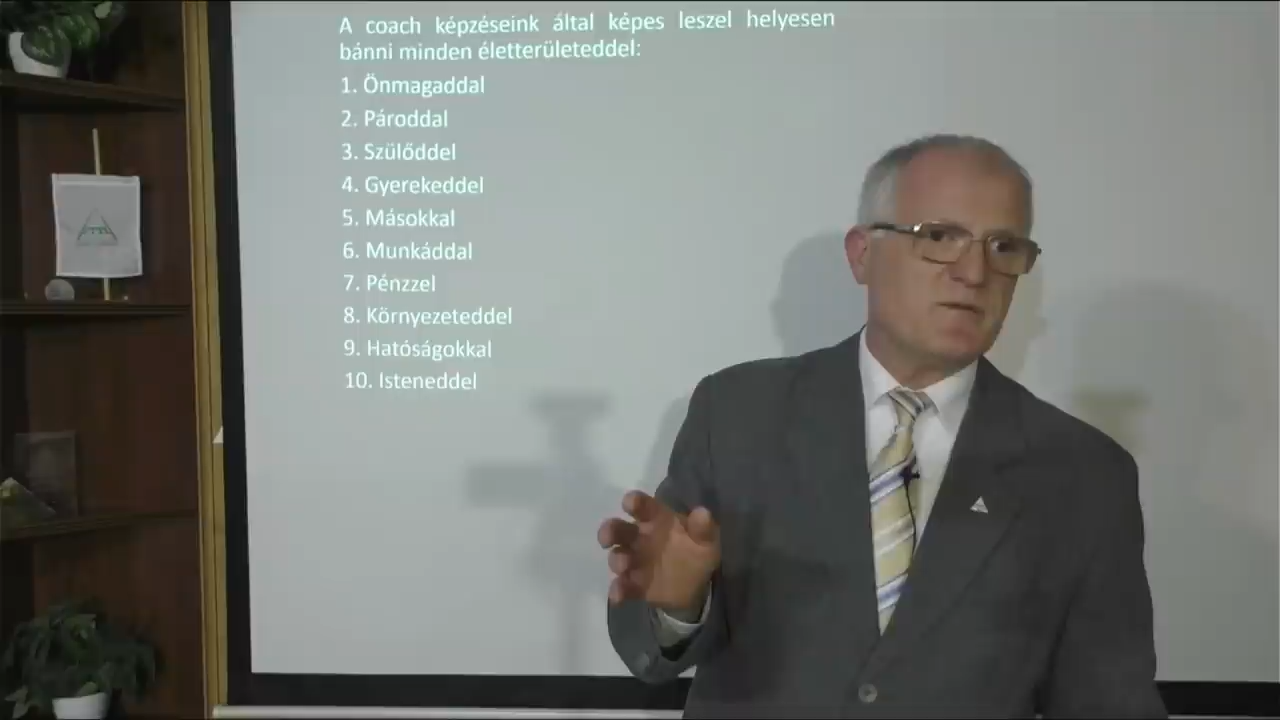 A coach képzéseink által képes leszel helyesen
bánni minden életterületeddel:
1. Önmagaddal
2. Pároddal
3. Szülőddel
4. Gyerekeddel
5. Másokkal
6. Munkáddal
7. Pénzzel
8. Környezeteddel
9. Hatóságokkal
10. Isteneddel